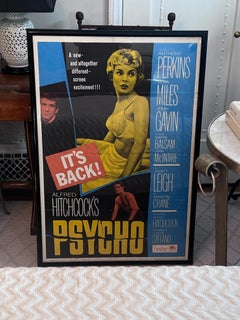 A new-
and altogether
different-
screen
excitement!!!
ANTHONY
PERKINS
VERA
MILES
JOHN
GAVIN
MARTIN
BALSAM
JOHN
McINTIRE
JANET
LEIGH
CRANE
HITCHCOCK
STEFANO
IT'S
BACK!
ALFRED
HITCHCOCK'S
PSYCHO